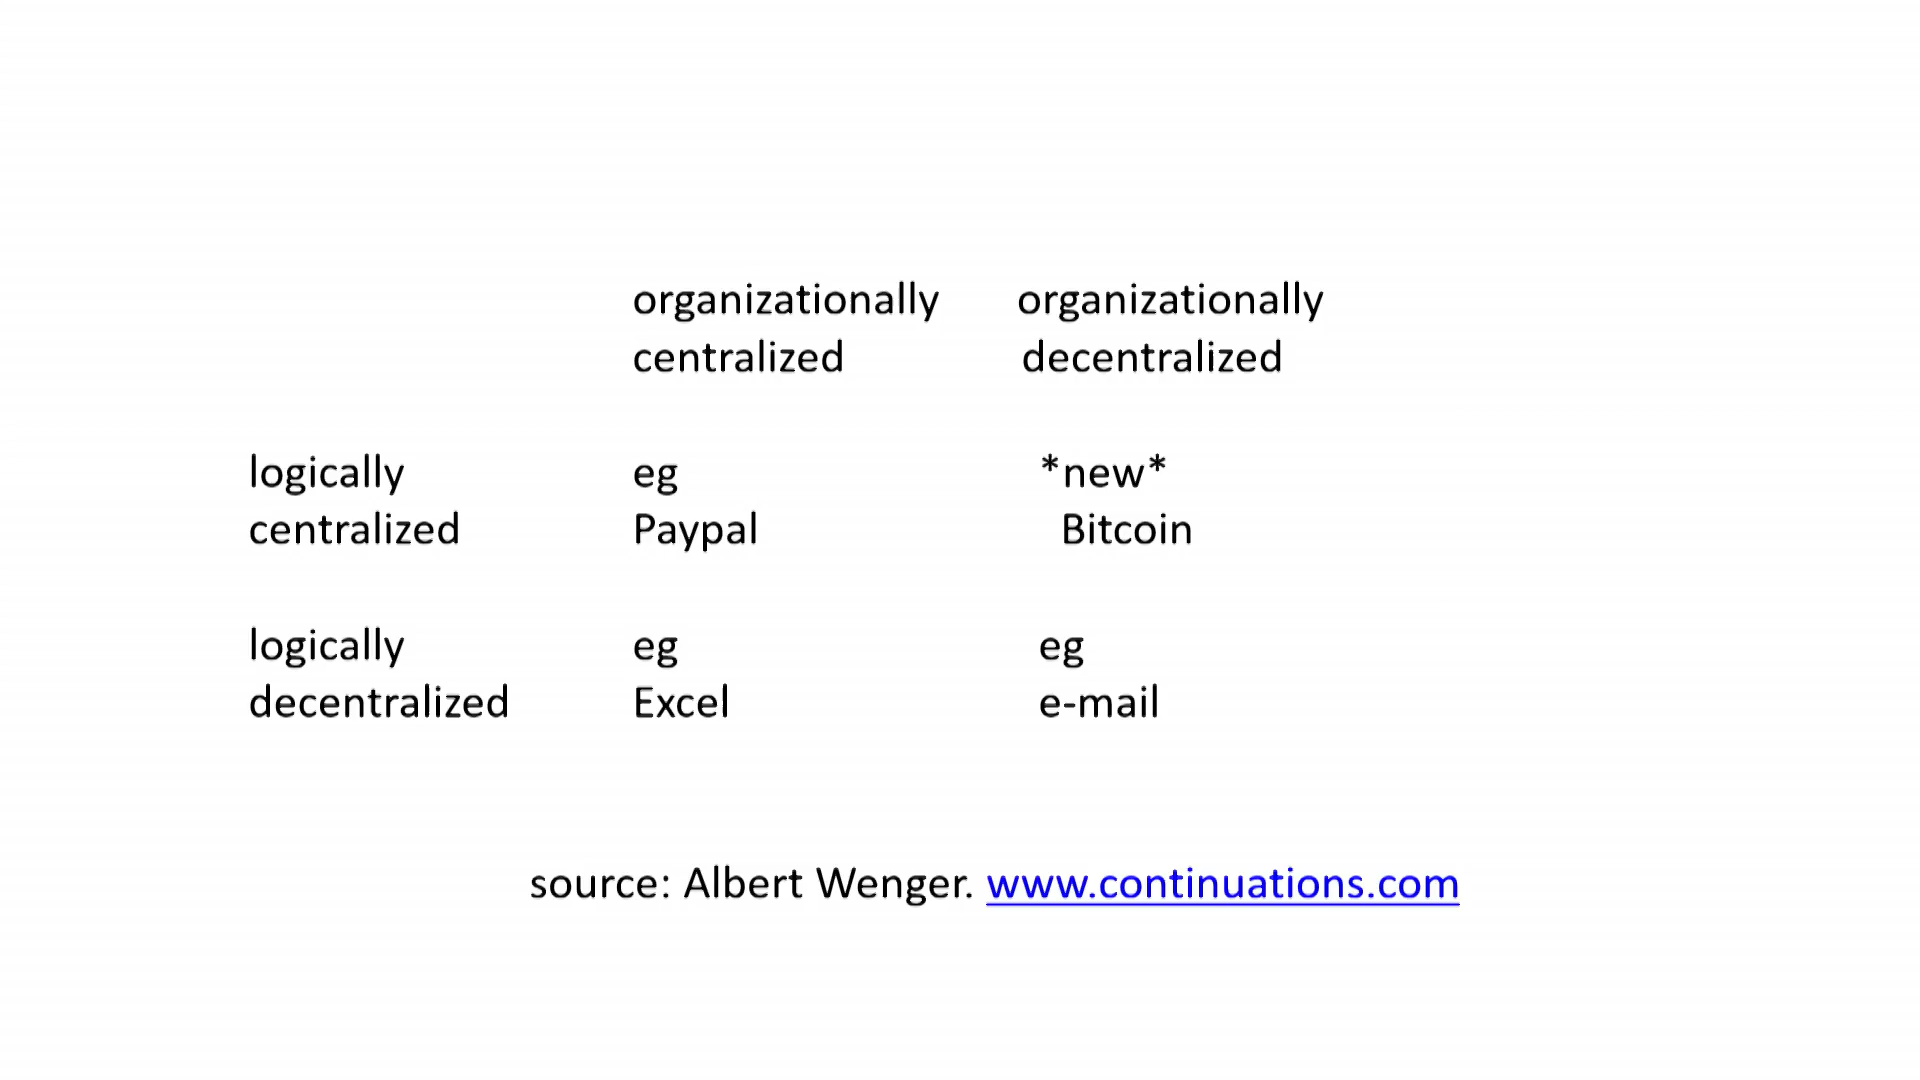 organizationally organizationally
centralized decentralized
logically eg *new*
centralized Paypal Bitcoin
logically eg eg
decentralized Excel e-mail
source: Albert Wenger. www.continuations.com